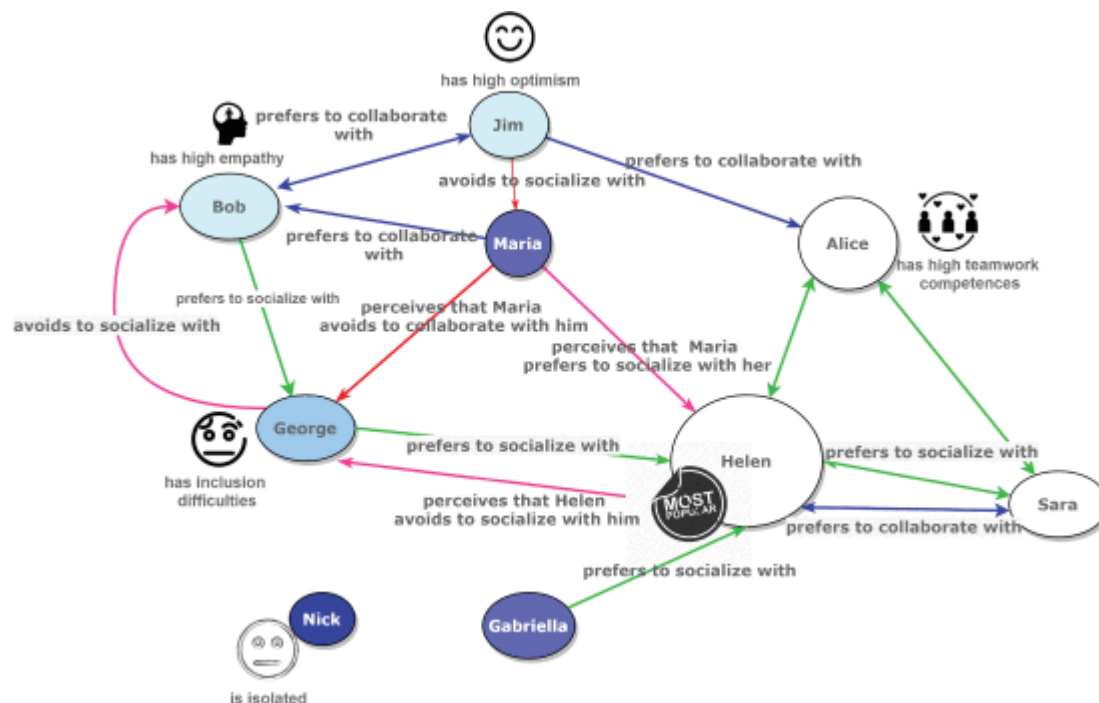 has high optimism
Jim
prefers to collaborate
with
has high empathy
prefers to collaborate with
avoids to socialize with
Bob
prefers to collaborate
with
Maria
Alice
has high teamwork
competences
prefers to socialize with
perceives that Maria
avoids to collaborate with him
avoids to socialize with
perceives that Maria
prefers to socialize with her
George
prefers to socialize with
Helen
prefers to socialize with
has inclusion
difficulties
perceives that Helen
avoids to socialize with him
MOST
POPULAR
Sara
prefers to collaborate with
prefers to socialize with
Nick
Gabriella
is isolated